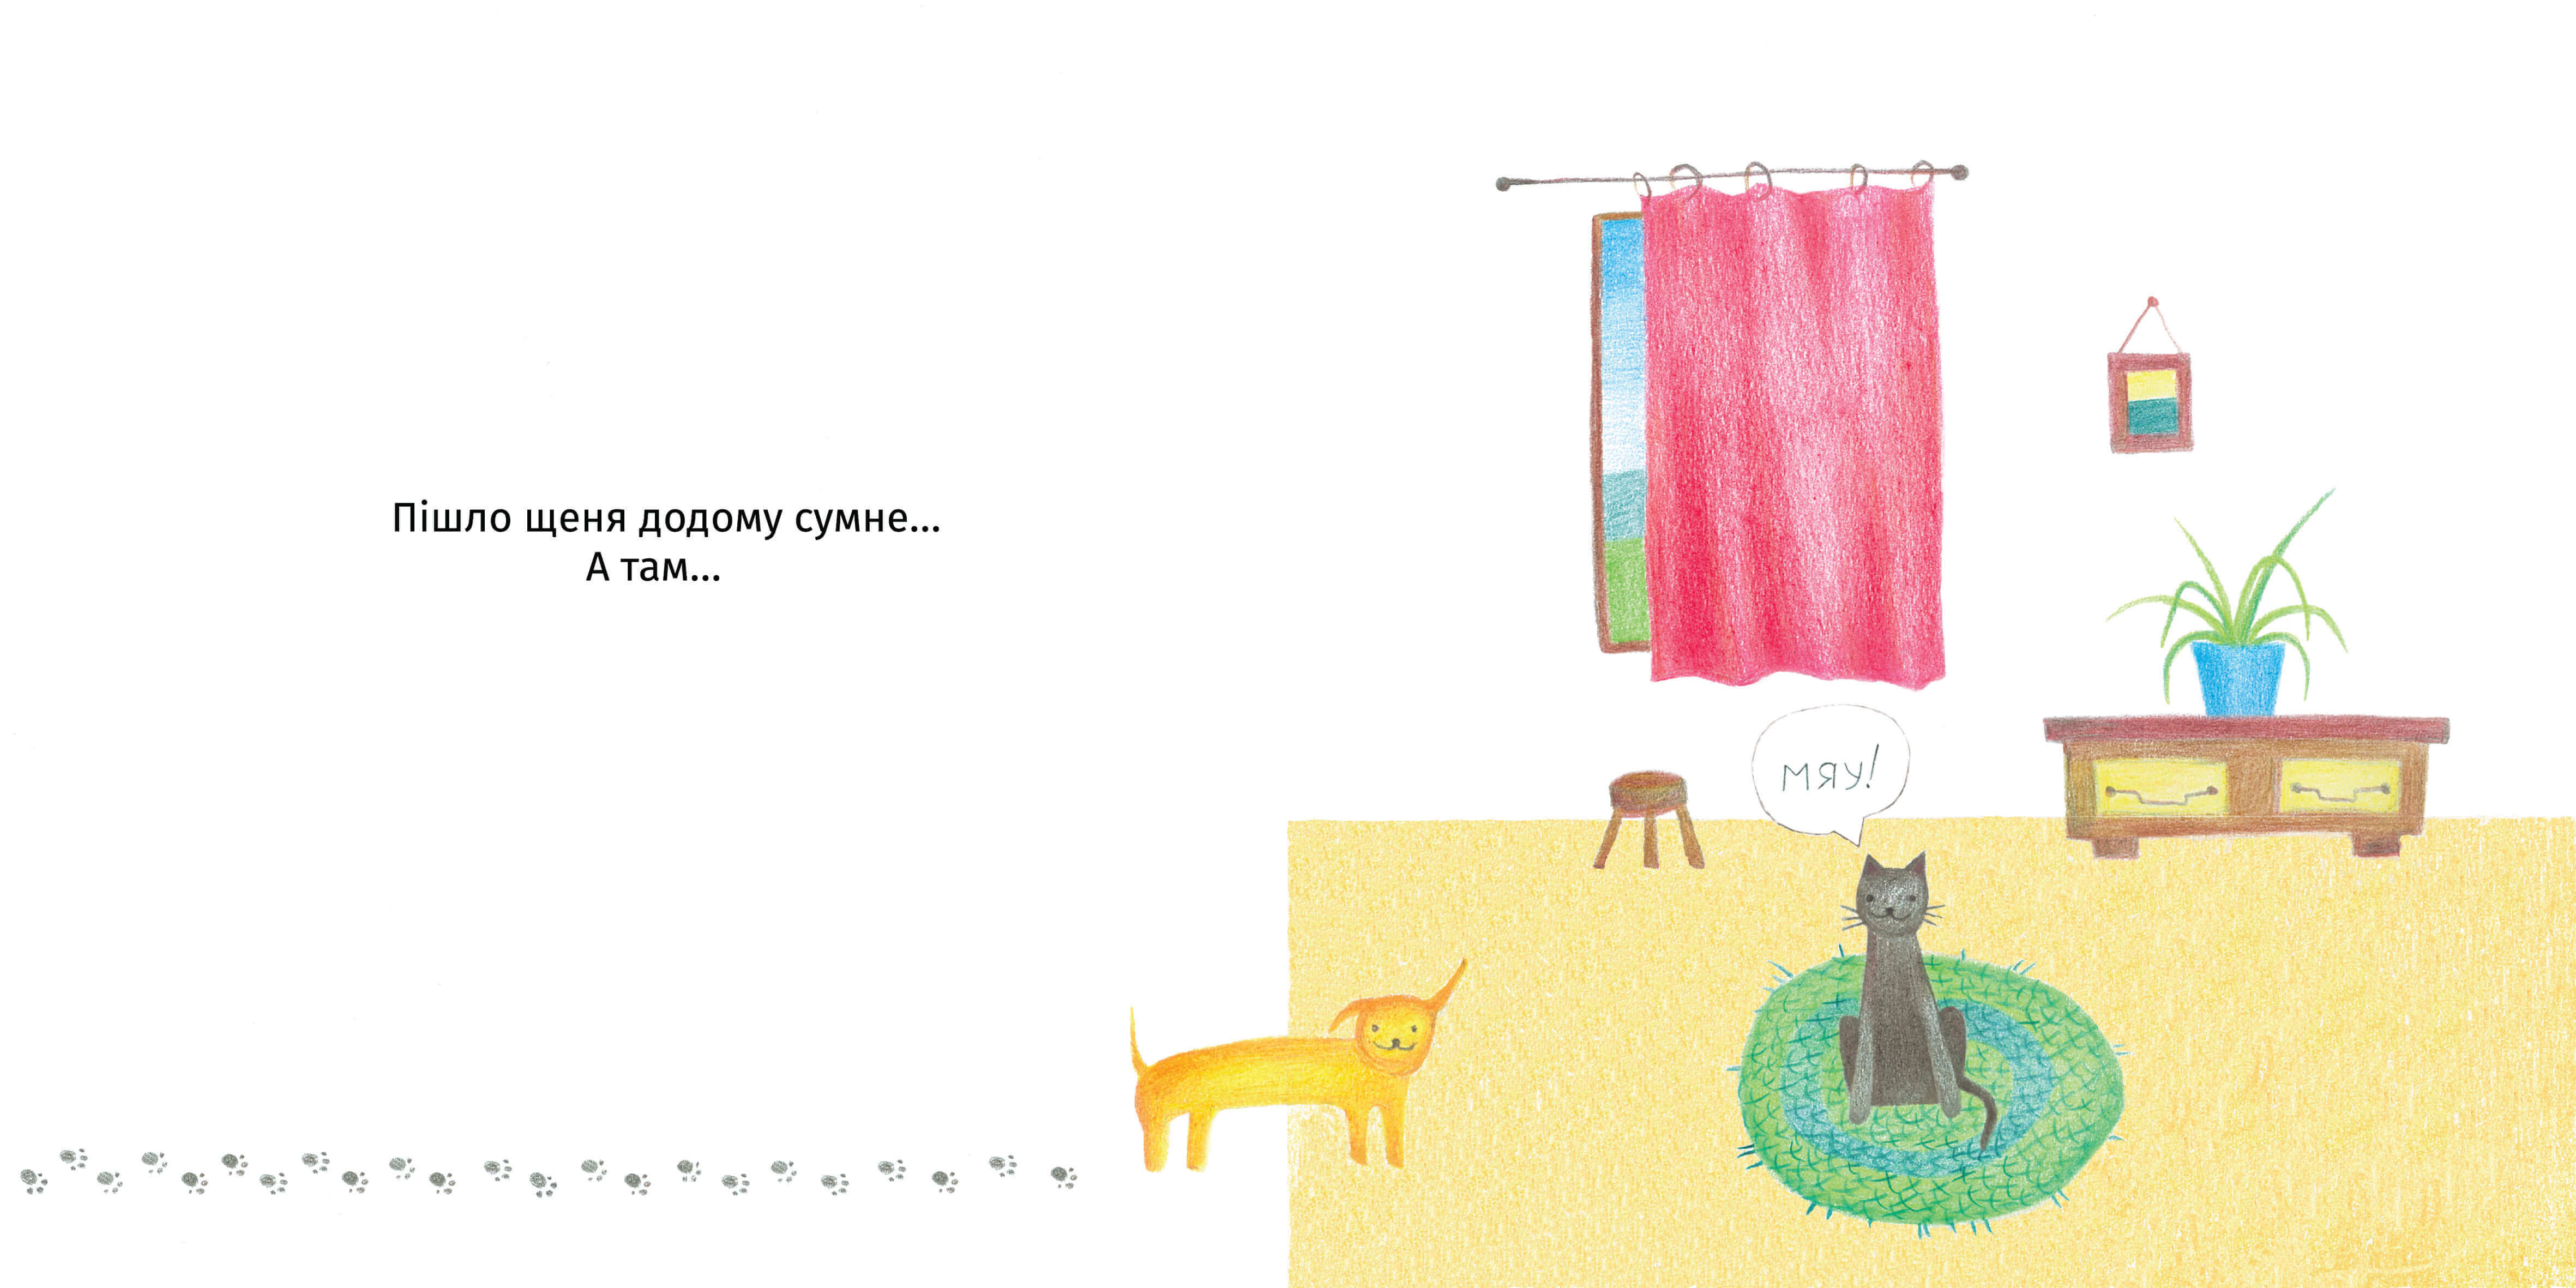 Пішло щеня додому сумне...
А там...
мяу!